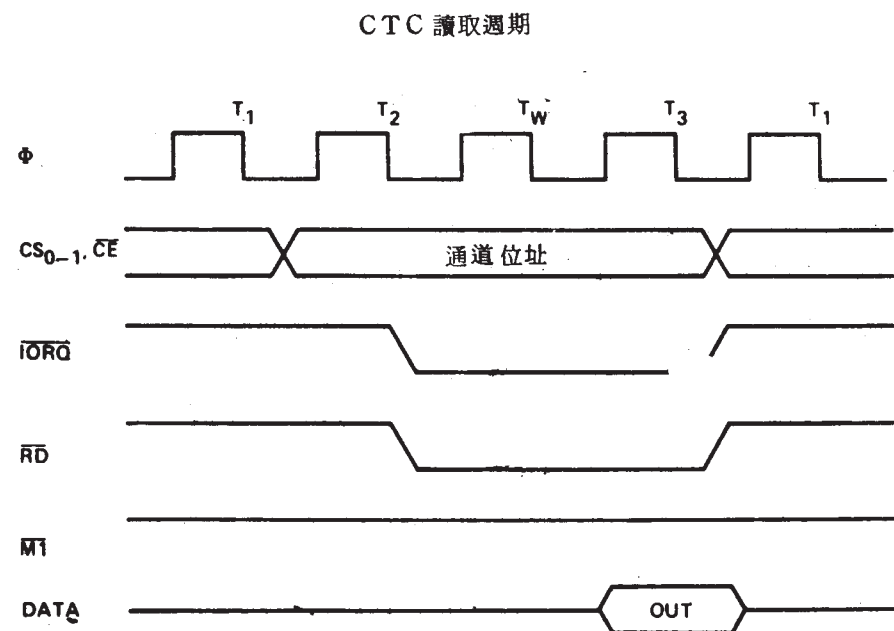 CTC 讀取週期
T1 T2 TW T3 T1
Φ
CS0–1, CE 通道位址
IORQ
RD
M1
DATA OUT